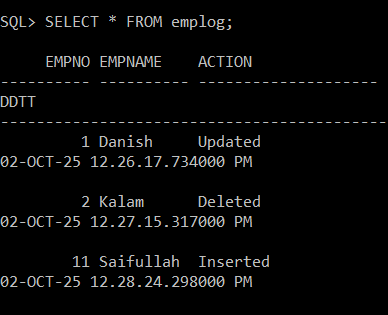 SQL> SELECT * FROM emplog;
EMPNO EMPNAME    ACTION
---------- ---------- --------------------
DDTT
-------------------------------------------
1 Danish     Updated
02-OCT-25 12.26.17.734000 PM
2 Kalam      Deleted
02-OCT-25 12.27.15.317000 PM
11 Saifullah  Inserted
02-OCT-25 12.28.24.298000 PM